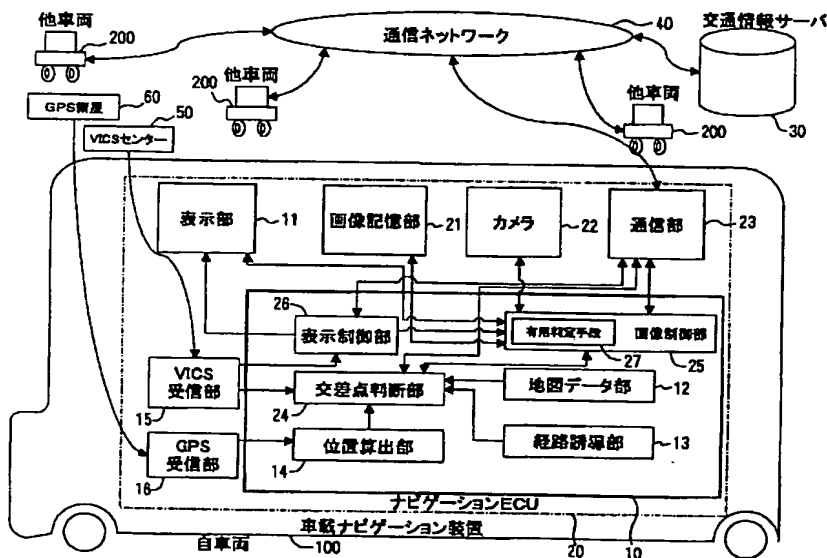 他車両
200
40
通信ネットワーク
交通情報サーバ
30
GPS衛星
60
他車両
200
他車両
200
VICSセンター
50
表示部
11
画像記憶部
21
カメラ
22
通信部
23
26
表示制御部
有用判定手段
画像制御部
27
25
VICS
受信部
15
交差点判断部
24
地図データ部
12
GPS
受信部
16
位置算出部
14
経路誘導部
13
ナビゲーションECU
車載ナビゲーション装置
自車両
100
20
10